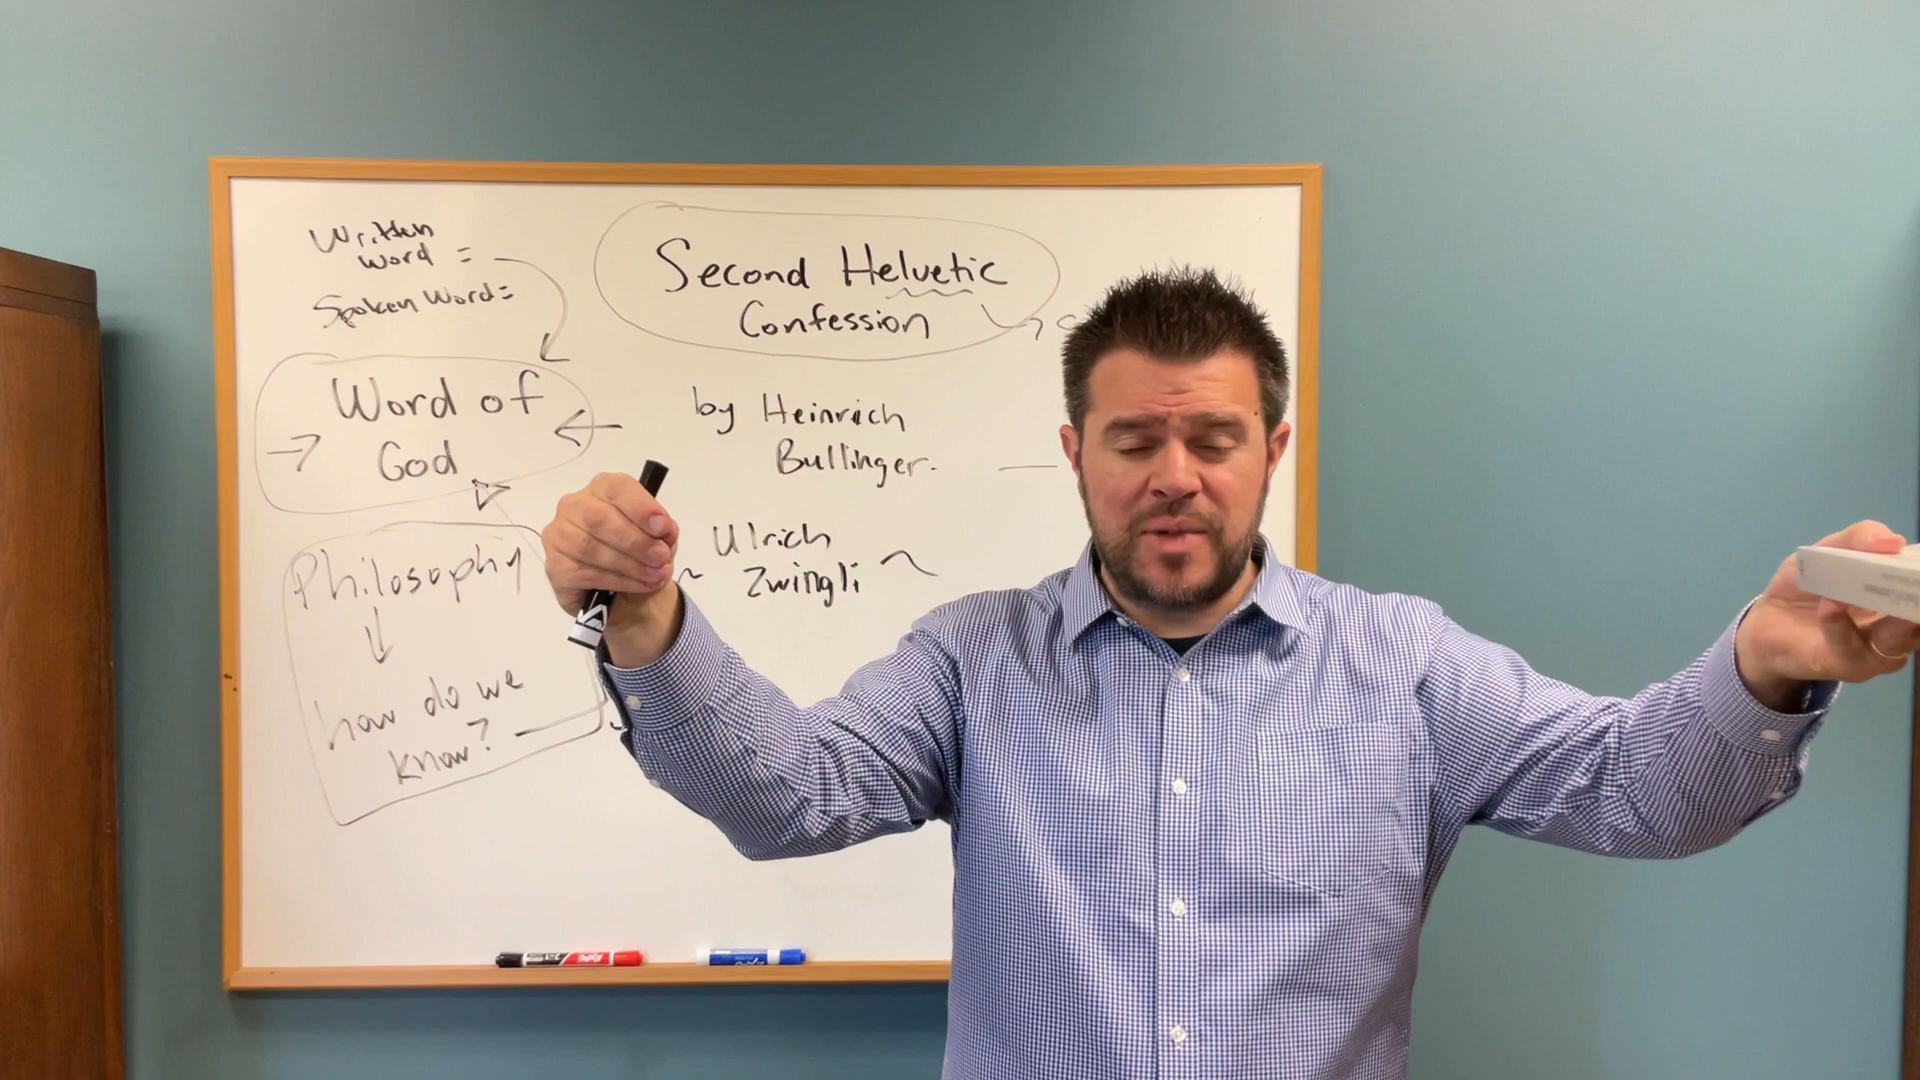 Written
Word =
Spoken Word =
Word of
God
Philosophy
how do we
know?
Second Helvetic
Confession
by Heinrich
Bullinger.
Ulrich
Zwingli
Expo